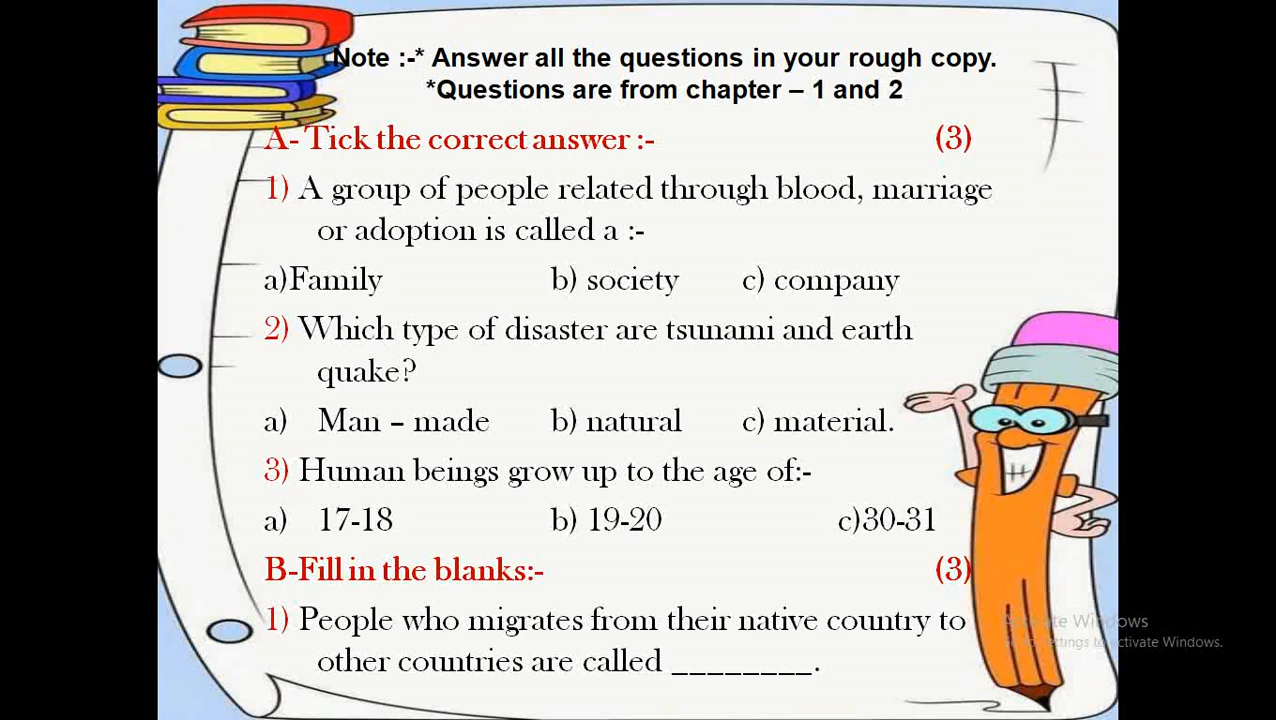 Note :-* Answer all the questions in your rough copy.
*Questions are from chapter – 1 and 2
A- Tick the correct answer :- (3)
1) A group of people related through blood, marriage
or adoption is called a :-
a)Family b) society c) company
2) Which type of disaster are tsunami and earth
quake?
a) Man – made b) natural c) material.
3) Human beings grow up to the age of:-
a) 17-18 b) 19-20 c)30-31
B-Fill in the blanks:- (3)
1) People who migrates from their native country to
other countries are called ________.
Windows
Activate Windows.